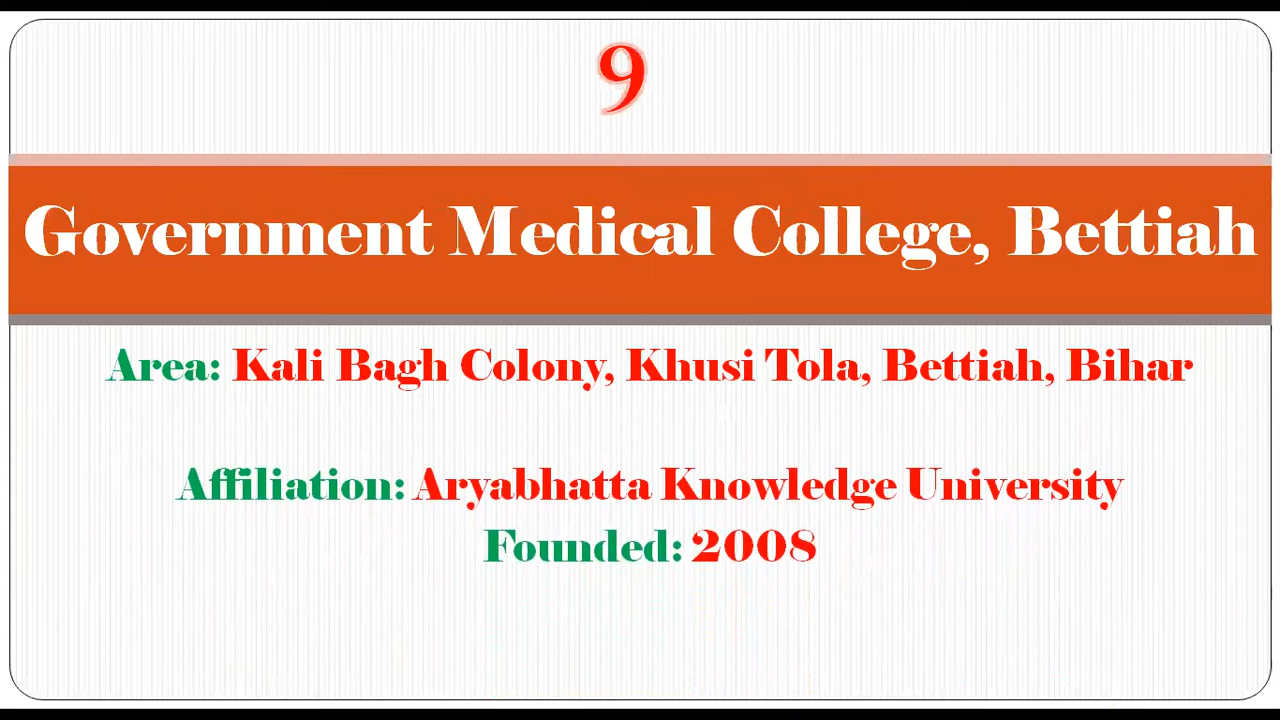 9
Government Medical College, Bettiah
Area: Kali Bagh Colony, Khusi Tola, Bettiah, Bihar
Affiliation: Aryabhatta Knowledge University
Founded: 2008